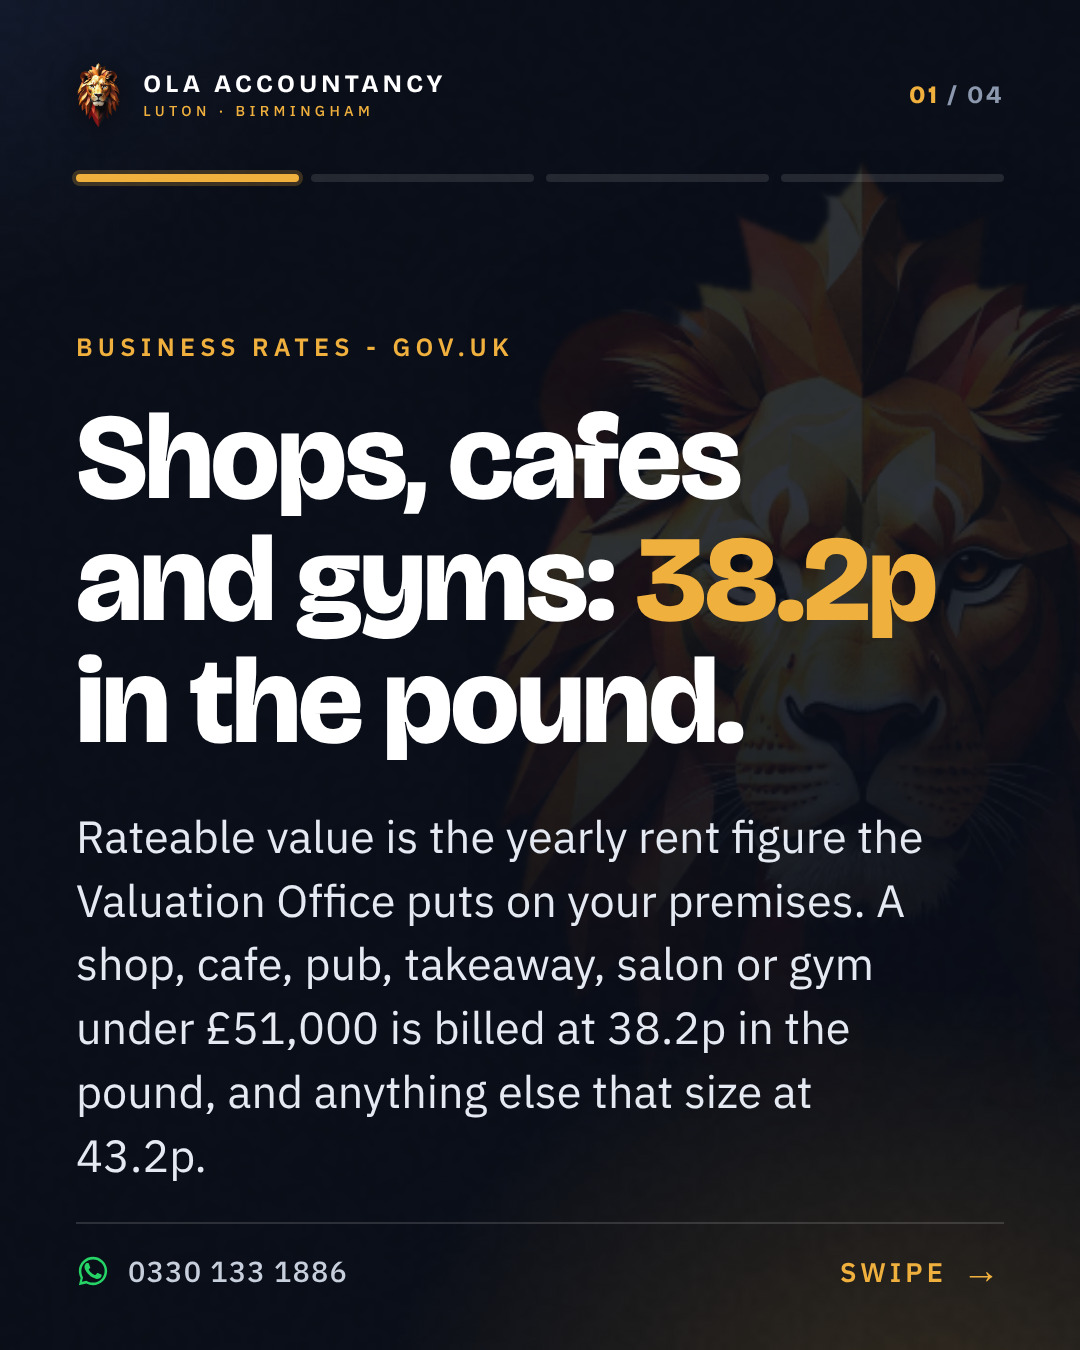 OLA ACCOUNTANCY
LUTON · BIRMINGHAM
01 / 04
BUSINESS RATES - GOV.UK
Shops, cafes
and gyms: 38.2p
in the pound.
Rateable value is the yearly rent figure the
Valuation Office puts on your premises. A
shop, cafe, pub, takeaway, salon or gym
under £51,000 is billed at 38.2p in the
pound, and anything else that size at
43.2p.
0330 133 1886
SWIPE →